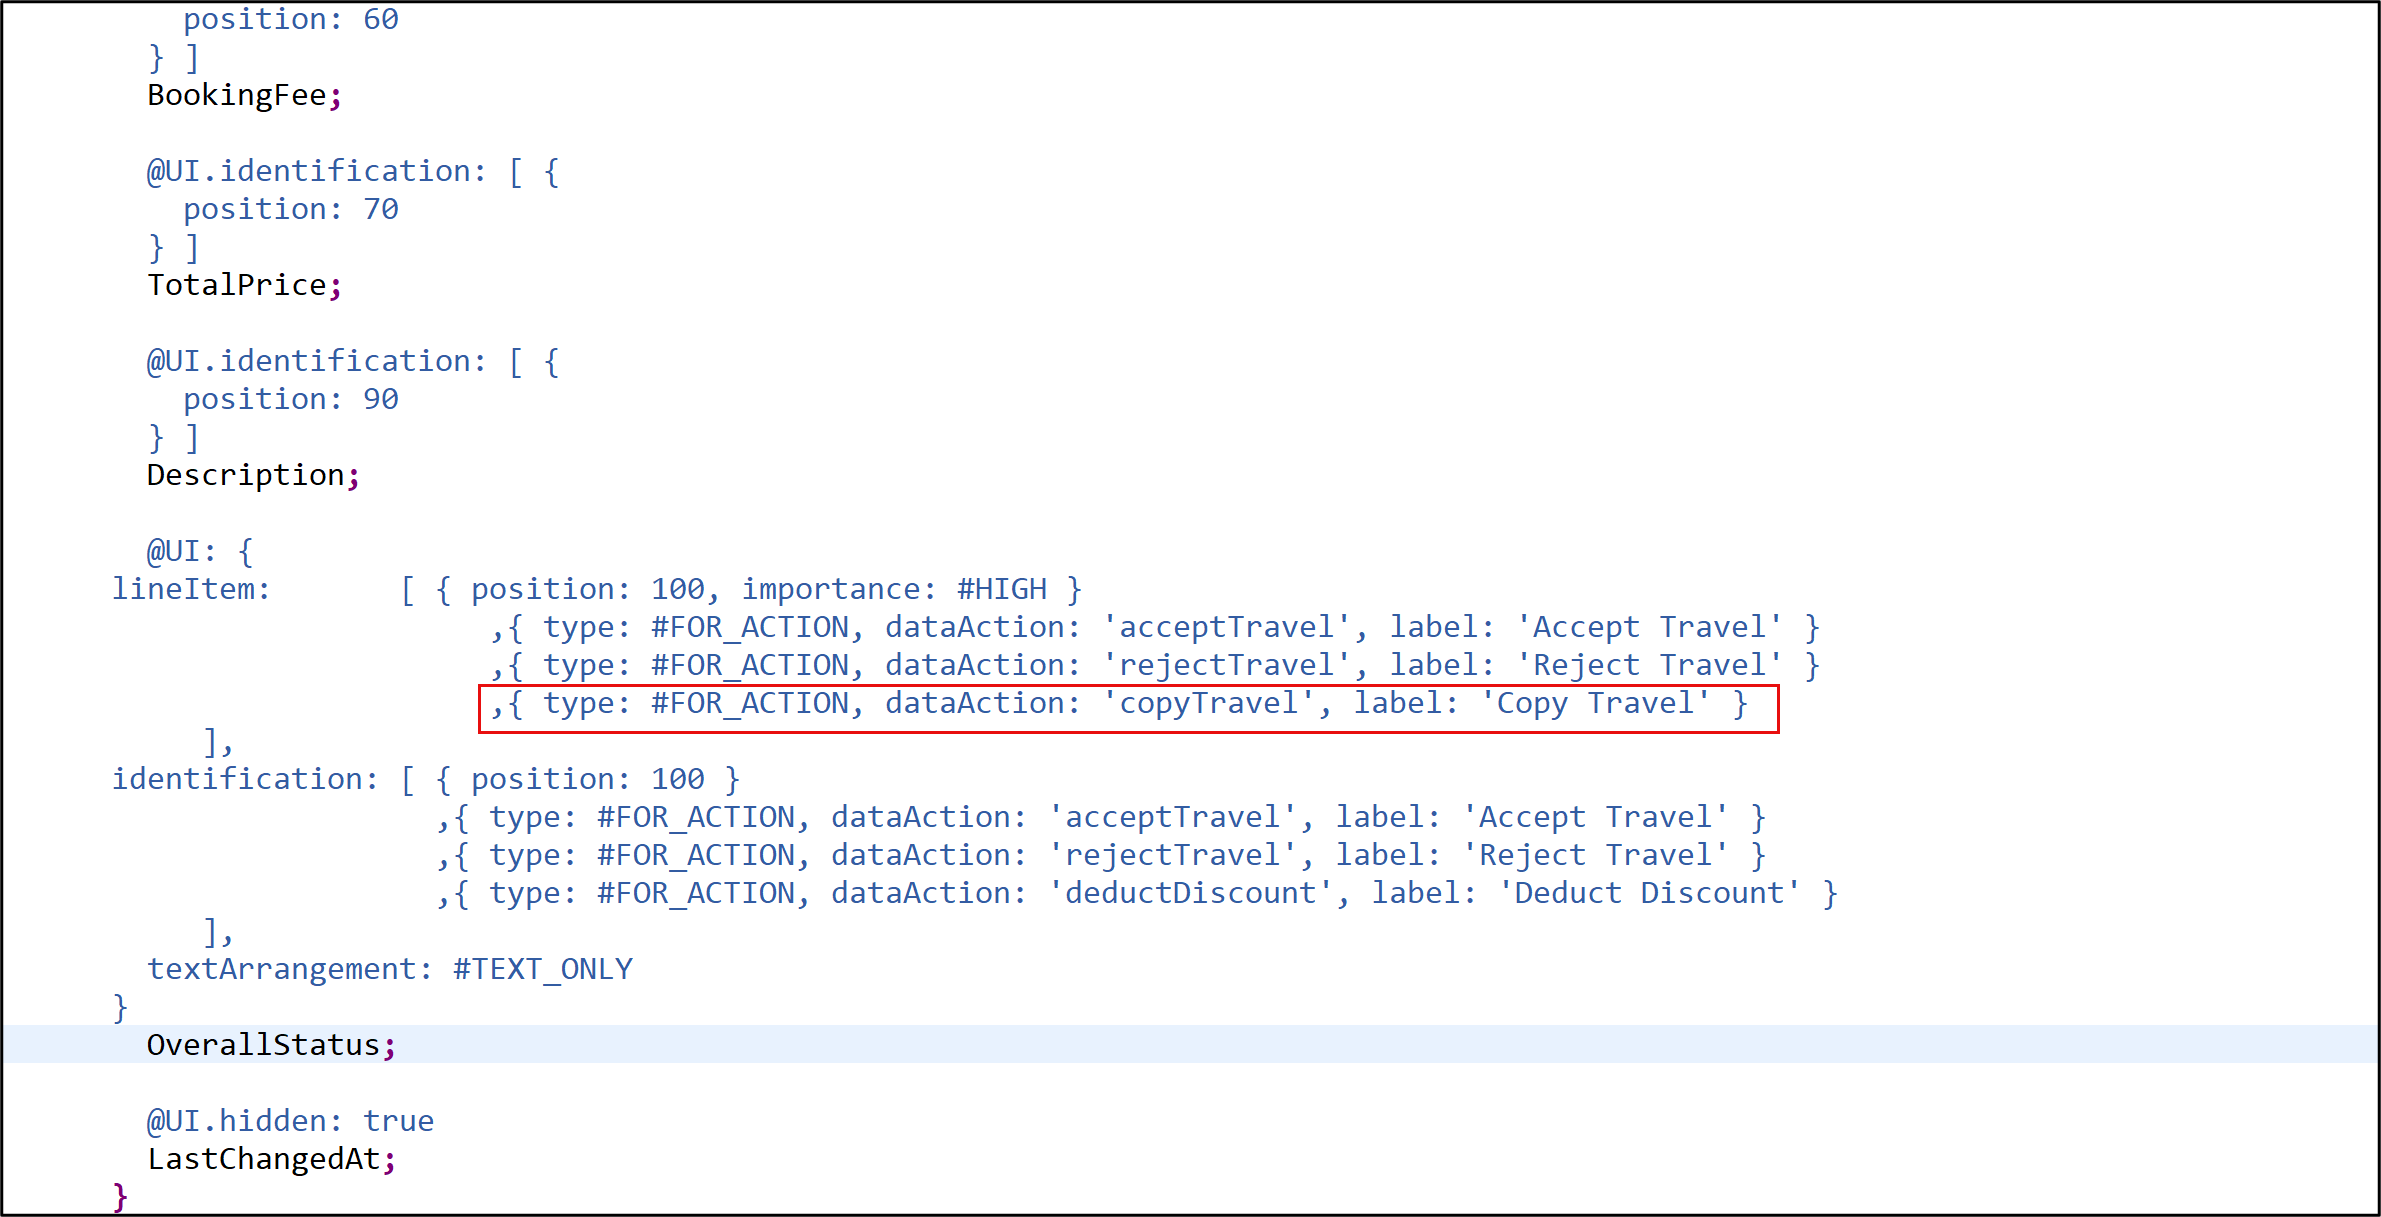 position: 60
} ]
BookingFee;
@UI.identification: [ {
position: 70
} ]
TotalPrice;
@UI.identification: [ {
position: 90
} ]
Description;
@UI: {
lineItem: [ { position: 100, importance: #HIGH }
,{ type: #FOR_ACTION, dataAction: 'acceptTravel', label: 'Accept Travel' }
,{ type: #FOR_ACTION, dataAction: 'rejectTravel', label: 'Reject Travel' }
,{ type: #FOR_ACTION, dataAction: 'copyTravel', label: 'Copy Travel' }
],
identification: [ { position: 100 }
,{ type: #FOR_ACTION, dataAction: 'acceptTravel', label: 'Accept Travel' }
,{ type: #FOR_ACTION, dataAction: 'rejectTravel', label: 'Reject Travel' }
,{ type: #FOR_ACTION, dataAction: 'deductDiscount', label: 'Deduct Discount' }
],
textArrangement: #TEXT_ONLY
}
OverallStatus;
@UI.hidden: true
LastChangedAt;
}